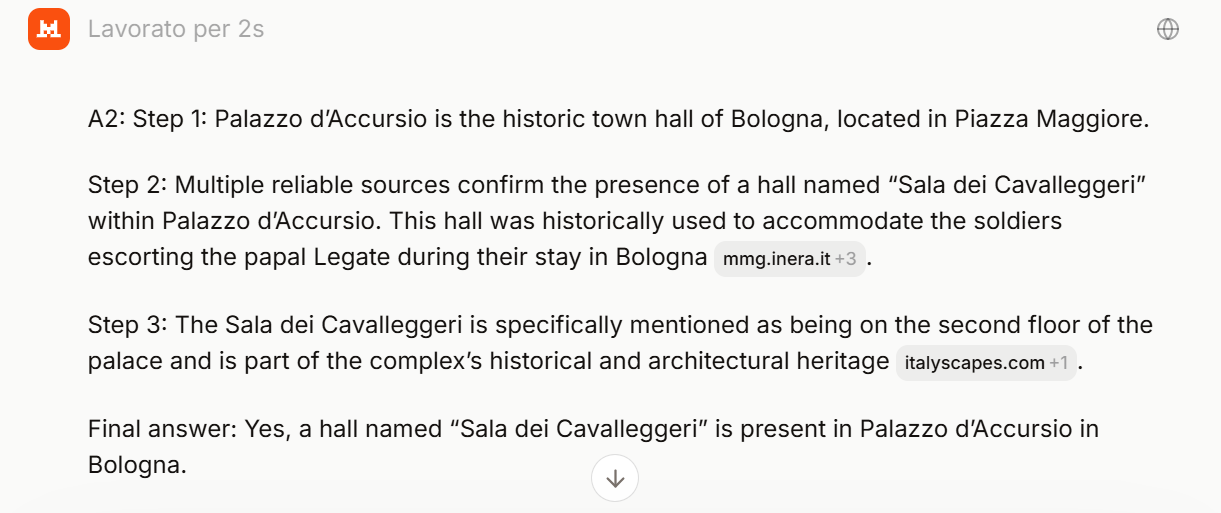 Lavorato per 2s
A2: Step 1: Palazzo d’Accursio is the historic town hall of Bologna, located in Piazza Maggiore.
Step 2: Multiple reliable sources confirm the presence of a hall named “Sala dei Cavalleggeri”
within Palazzo d’Accursio. This hall was historically used to accommodate the soldiers
escorting the papal Legate during their stay in Bologna mmg.inera.it +3 .
Step 3: The Sala dei Cavalleggeri is specifically mentioned as being on the second floor of the
palace and is part of the complex’s historical and architectural heritage italyscapes.com +1 .
Final answer: Yes, a hall named “Sala dei Cavalleggeri” is present in Palazzo d’Accursio in
Bologna.